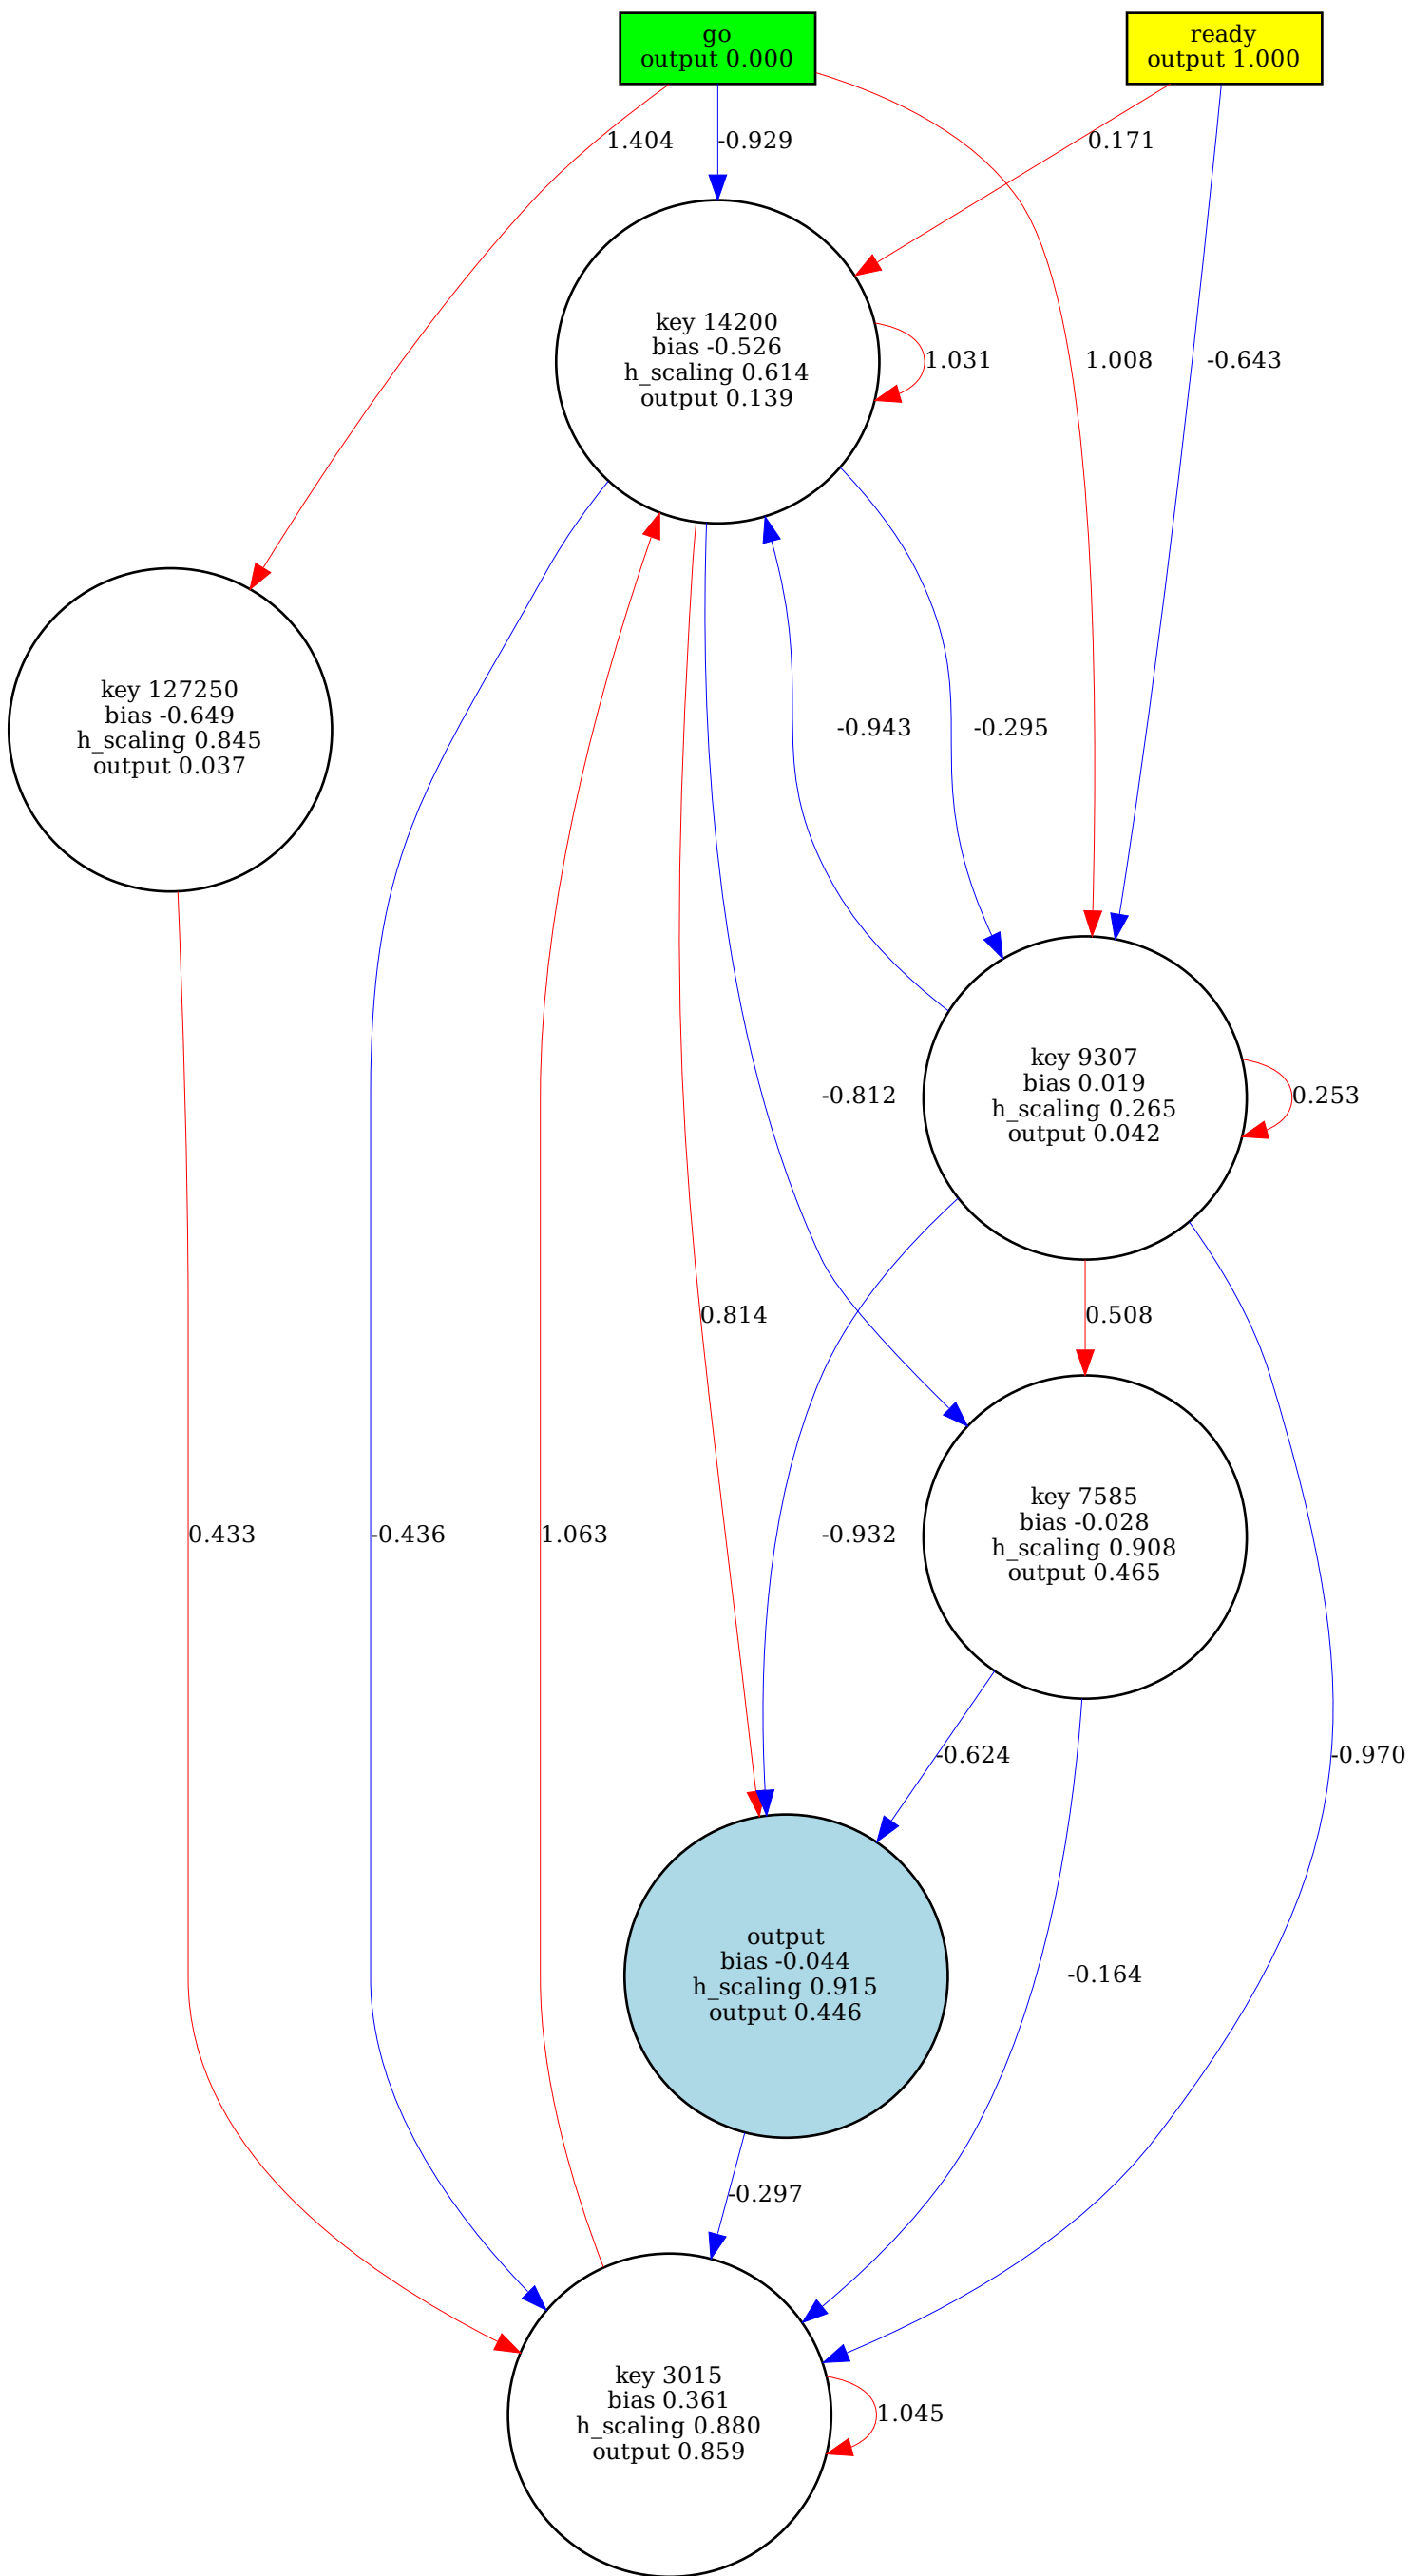 go
output 0.000
ready
output 1.000
1.404
-0.929
0.171
key 14200
bias -0.526
h_scaling 0.614
output 0.139
1.031
1.008
-0.643
key 127250
bias -0.649
h_scaling 0.845
output 0.037
-0.943
-0.295
key 9307
bias 0.019
h_scaling 0.265
output 0.042
-0.812
0.253
0.814
0.508
key 7585
bias -0.028
h_scaling 0.908
output 0.465
0.433
-0.436
1.063
-0.932
-0.624
-0.970
output
bias -0.044
h_scaling 0.915
output 0.446
-0.164
-0.297
key 3015
bias 0.361
h_scaling 0.880
output 0.859
1.045